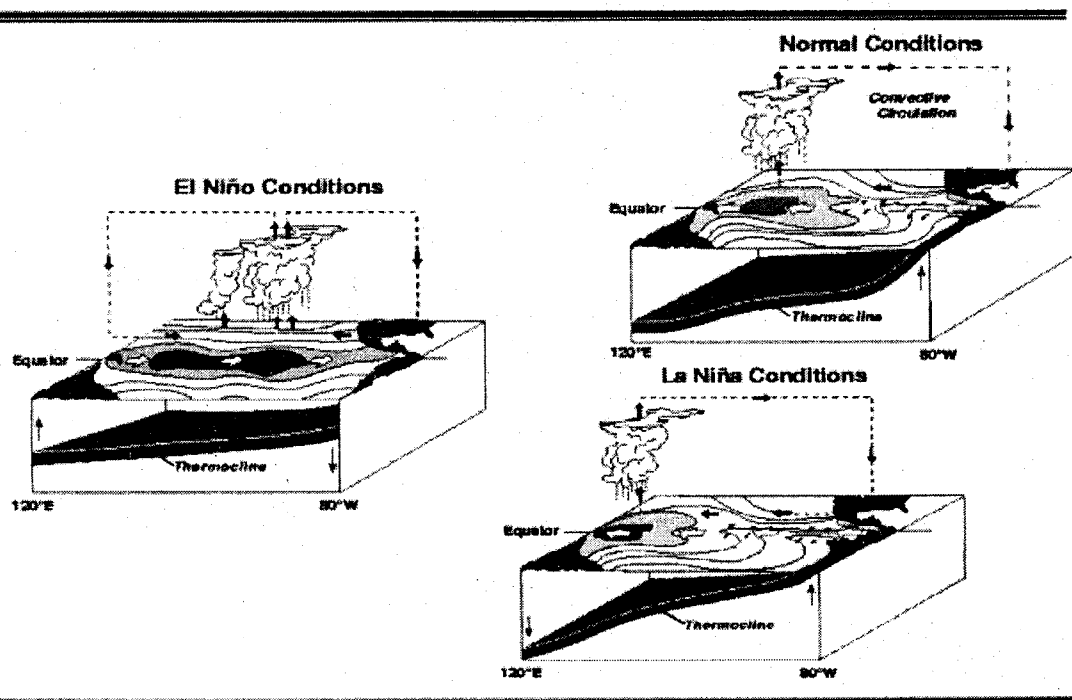 Normal Conditions
Convective
Circulation
Equator
Thermocline
120°E
80°W
El Niño Conditions
Equator
Thermocline
120°E
80°W
La Niña Conditions
Equator
Thermocline
120°E
80°W